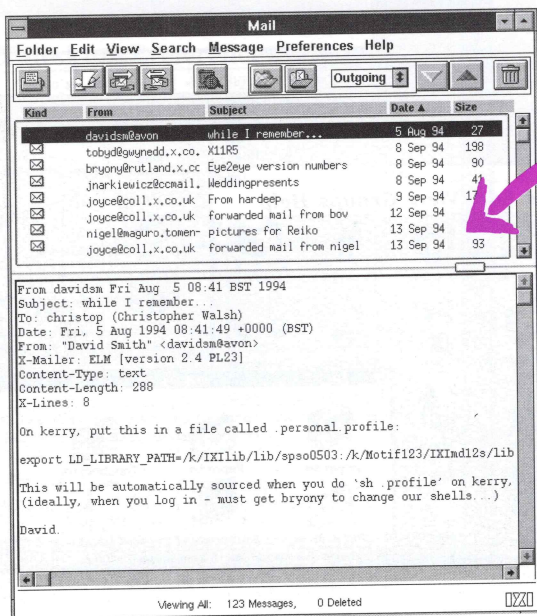 Mail
Folder Edit View Search Message Preferences Help
Outgoing
Kind From Subject Date ▲ Size
davidsm@avon while I remember... 5 Aug 94 27
tobyd@gwynedd.x.co. X11R5 8 Sep 94 198
bryony@rutland.x.cc Eye2eye version numbers 8 Sep 94 90
jnarkiewicz@ccmail. Weddingpresents 8 Sep 94
joyce@coll.x.co.uk From hardeep 9 Sep 94
joyce@coll.x.co.uk forwarded mail from bov 12 Sep 94
nigel@maguro.tomen- pictures for Reiko 13 Sep 94
joyce@coll.x.co.uk forwarded mail from nigel 13 Sep 94 93
From davidsm Fri Aug 5 08:41 BST 1994
Subject: while I remember...
To: christop (Christopher Walsh)
Date: Fri, 5 Aug 1994 08:41:49 +0000 (BST)
From: "David Smith" <davidsm@avon>
X-Mailer: ELM [version 2.4 PL23]
Content-Type: text
Content-Length: 288
X-Lines: 8
On kerry, put this in a file called .personal.profile:
export LD_LIBRARY_PATH=/k/IXIlib/lib/spso0503:/k/Motif123/IXImd12s/lib
This will be automatically sourced when you do `sh .profile' on kerry,
(ideally, when you log in - must get bryony to change our shells...)
David.
Viewing All: 123 Messages, 0 Deleted
IXI